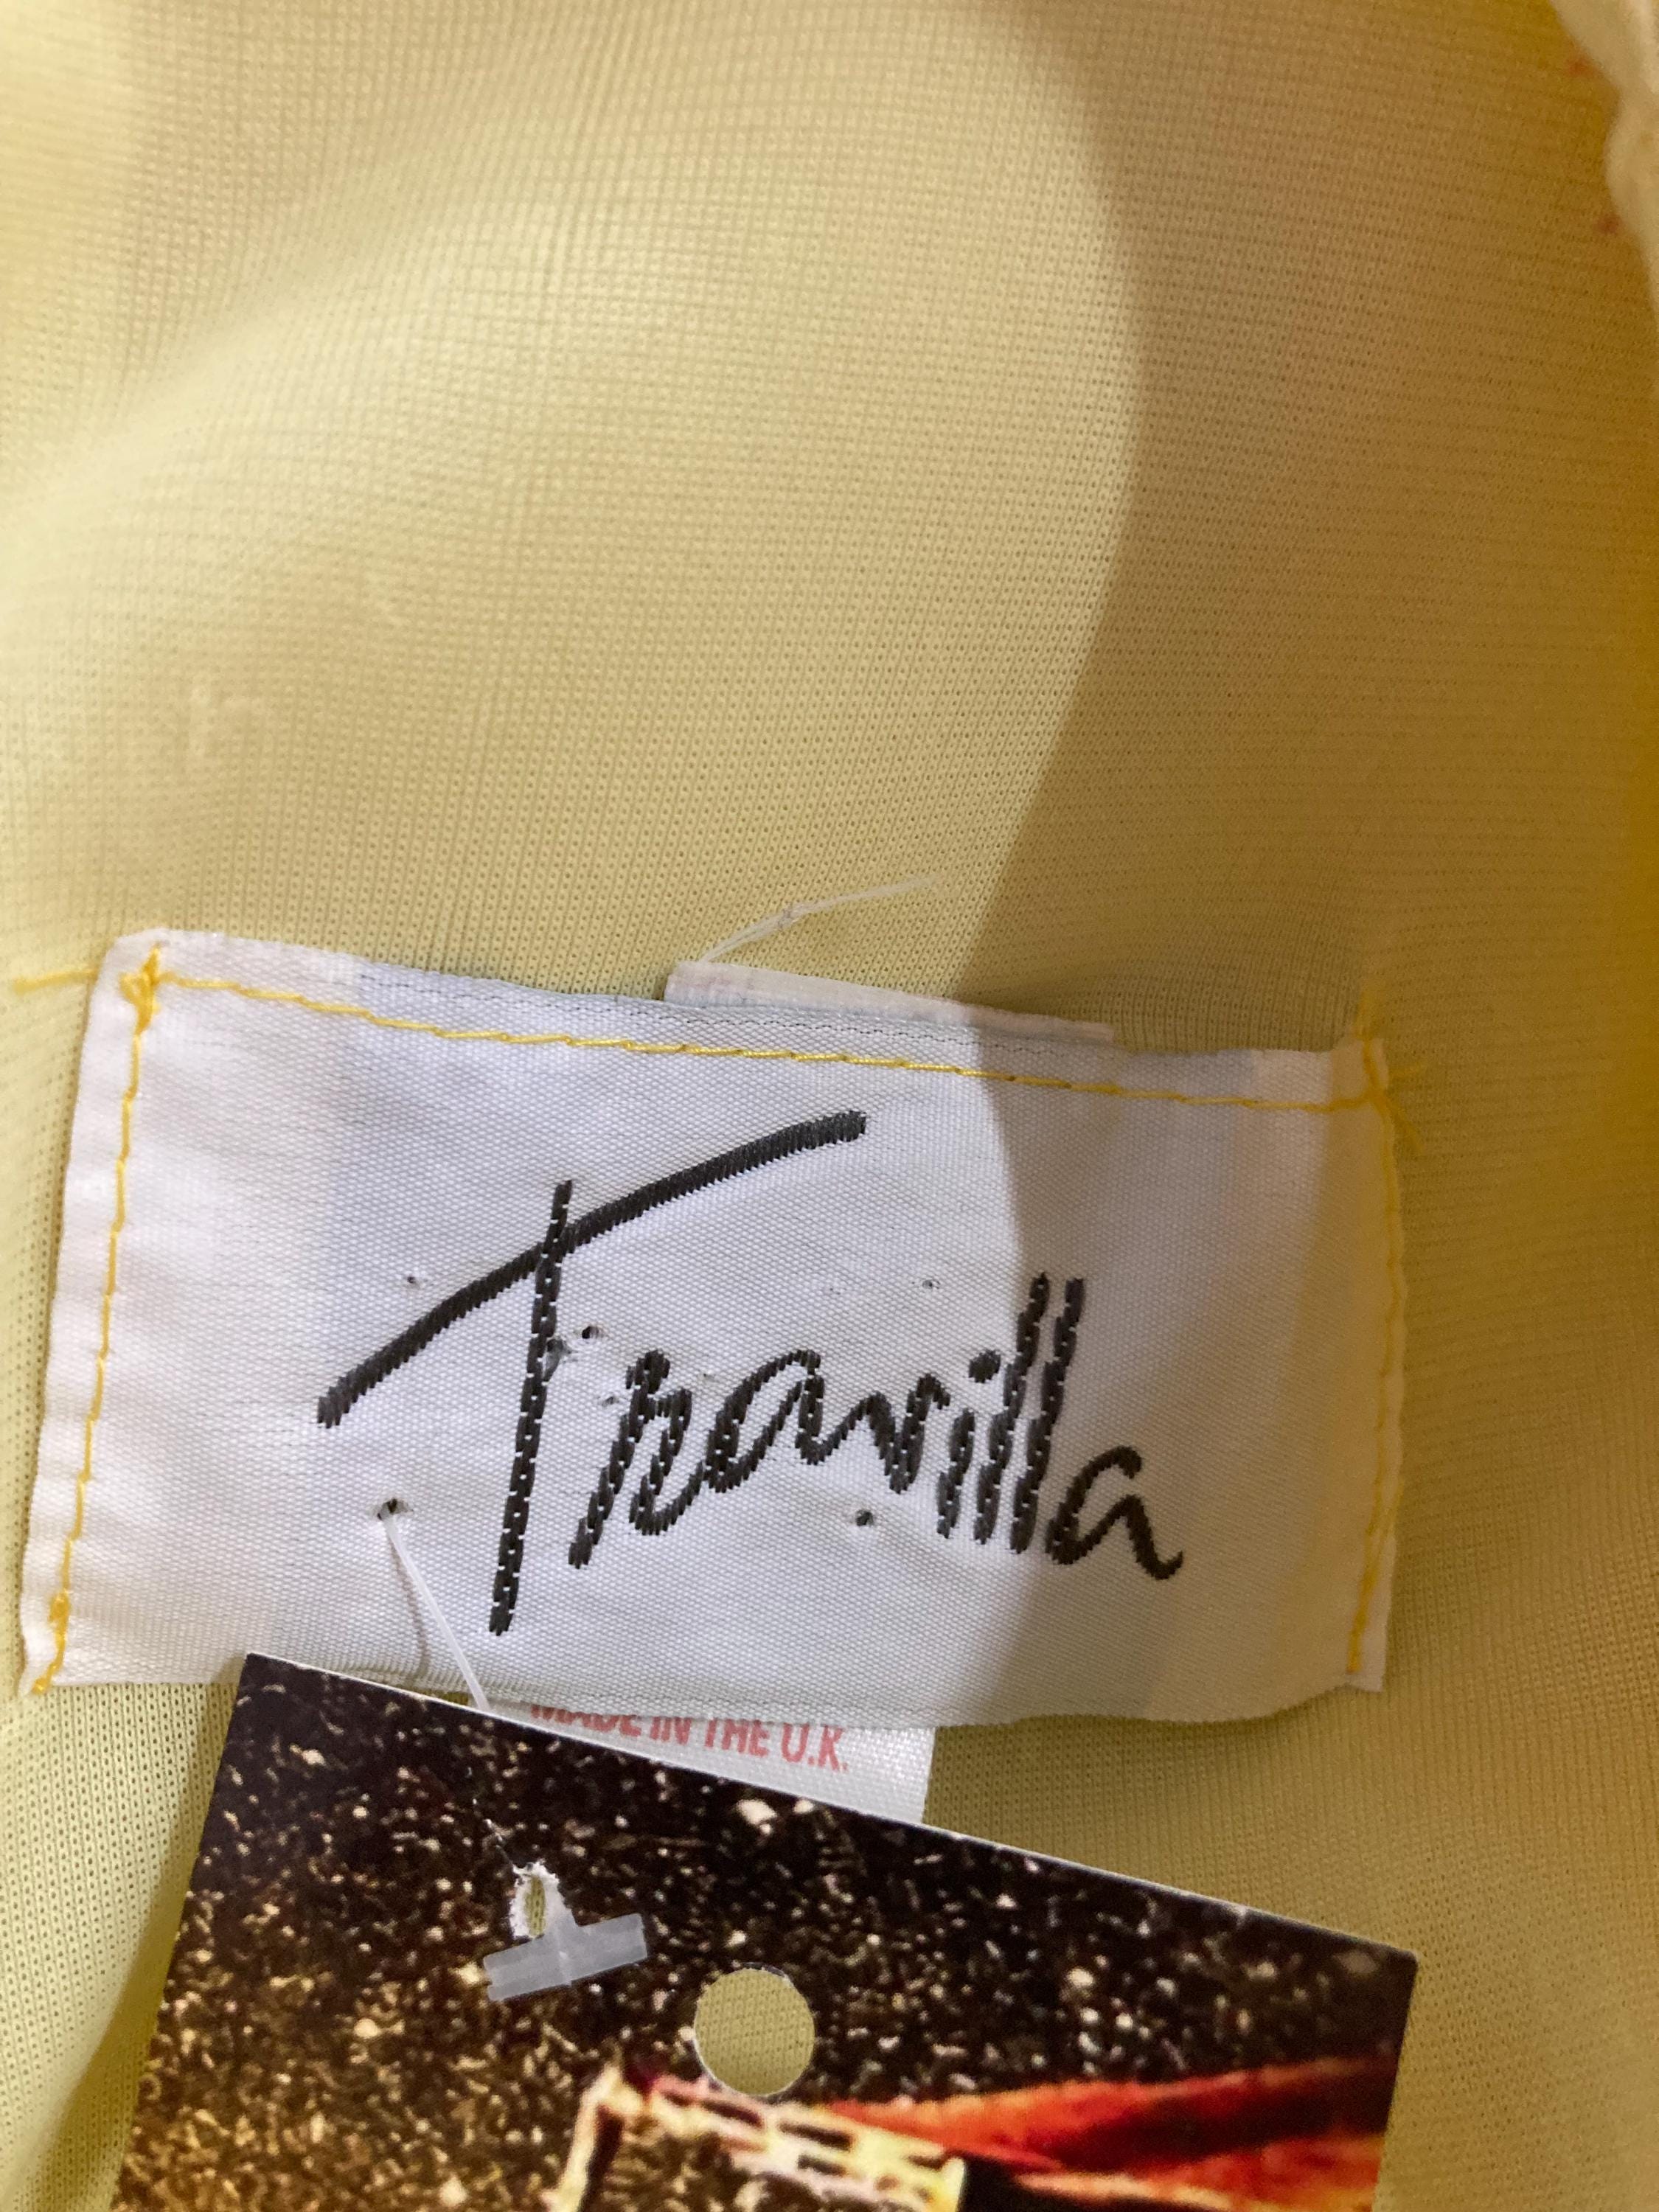 Travilla
MADE IN THE U.K.